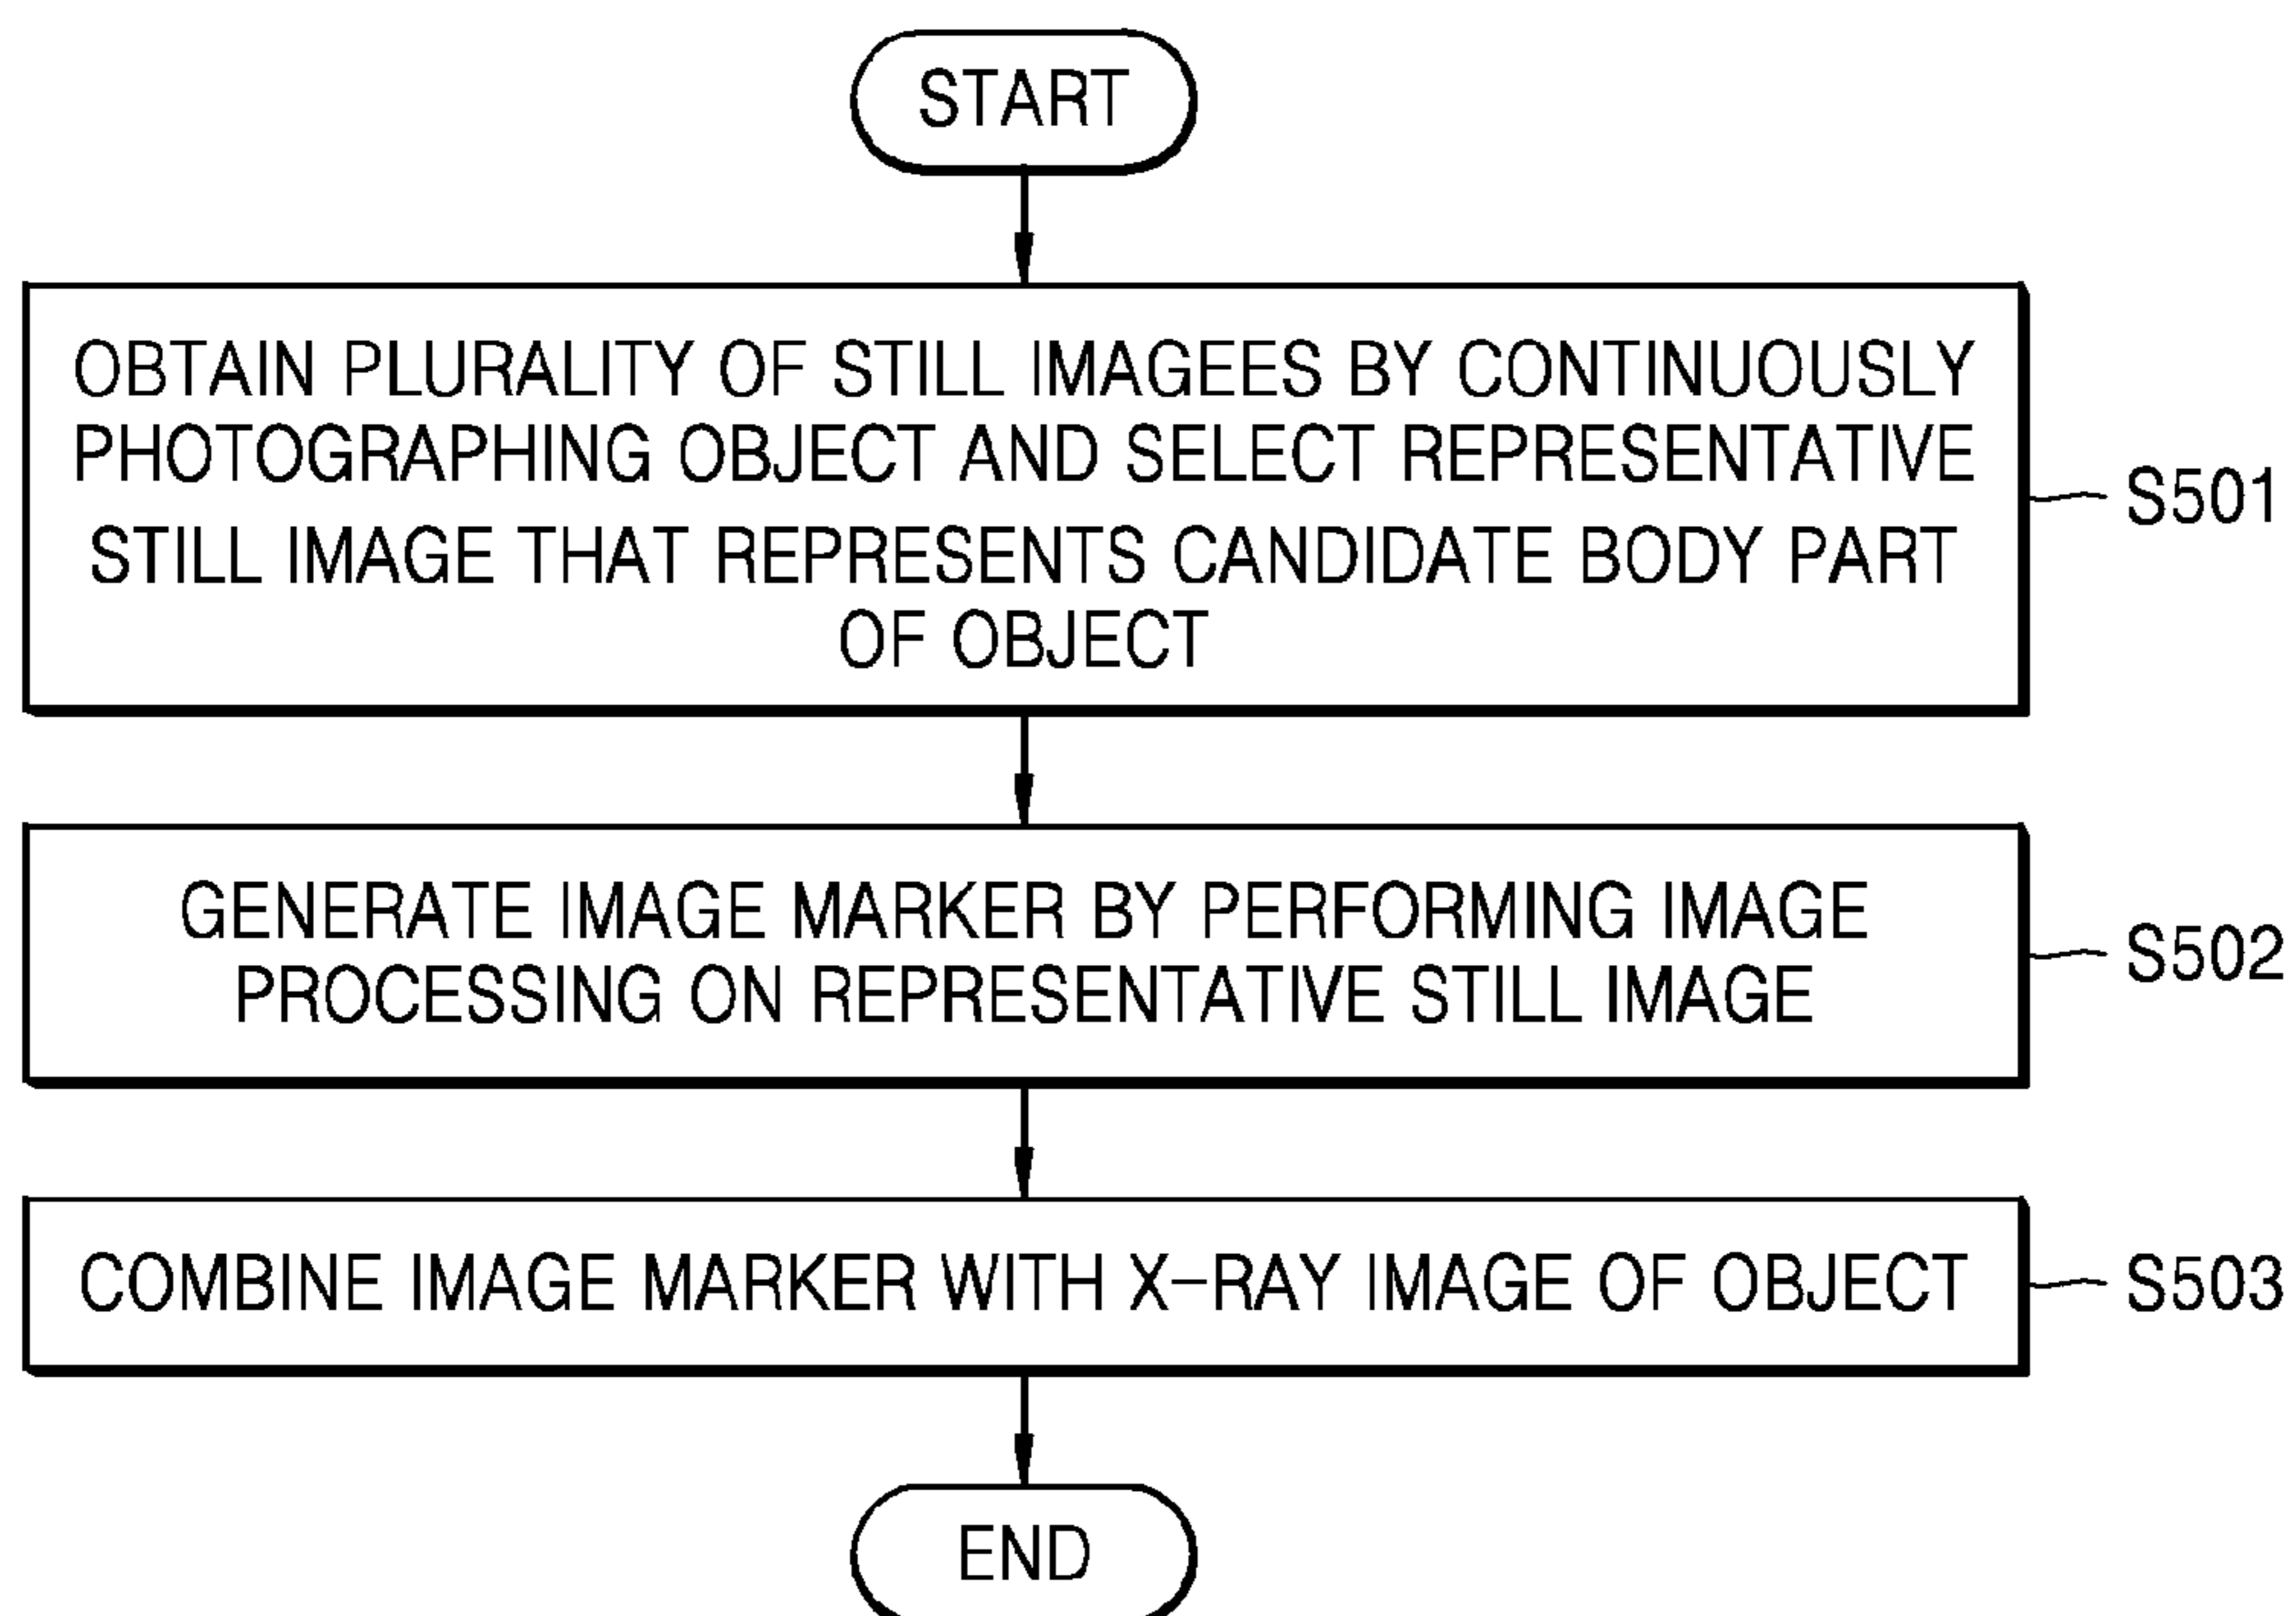 START
OBTAIN PLURALITY OF STILL IMAGEES BY CONTINUOUSLY
PHOTOGRAPHING OBJECT AND SELECT REPRESENTATIVE
STILL IMAGE THAT REPRESENTS CANDIDATE BODY PART
OF OBJECT
S501
GENERATE IMAGE MARKER BY PERFORMING IMAGE
PROCESSING ON REPRESENTATIVE STILL IMAGE
S502
COMBINE IMAGE MARKER WITH X-RAY IMAGE OF OBJECT
S503
END